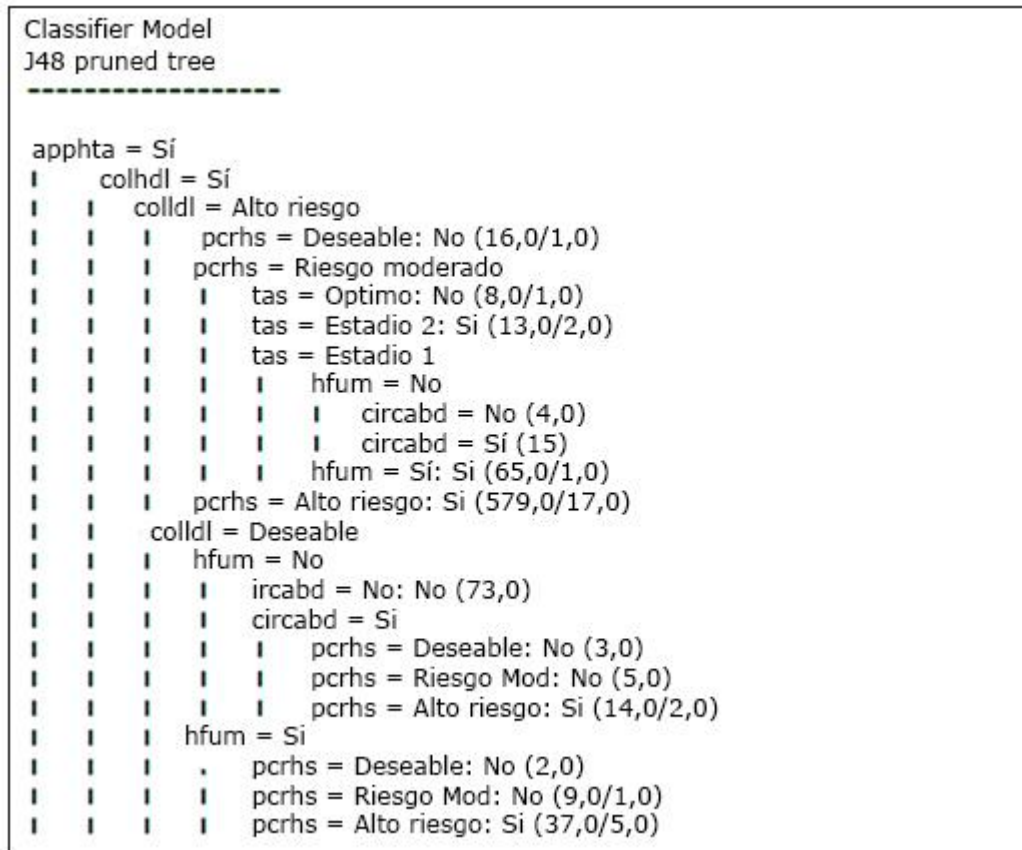 Classifier Model
J48 pruned tree
-------------------
apphta = Sí
| colhdl = Sí
| | colldl = Alto riesgo
| | | pcrhs = Deseable: No (16,0/1,0)
| | | pcrhs = Riesgo moderado
| | | | tas = Optimo: No (8,0/1,0)
| | | | tas = Estadio 2: Si (13,0/2,0)
| | | | tas = Estadio 1
| | | | | hfum = No
| | | | | | circabd = No (4,0)
| | | | | | circabd = Sí (15)
| | | | | hfum = Sí: Si (65,0/1,0)
| | | pcrhs = Alto riesgo: Si (579,0/17,0)
| | colldl = Deseable
| | | hfum = No
| | | | ircabd = No: No (73,0)
| | | | circabd = Si
| | | | | pcrhs = Deseable: No (3,0)
| | | | | pcrhs = Riesgo Mod: No (5,0)
| | | | | pcrhs = Alto riesgo: Si (14,0/2,0)
| | | hfum = Si
| | | . pcrhs = Deseable: No (2,0)
| | | | pcrhs = Riesgo Mod: No (9,0/1,0)
| | | | pcrhs = Alto riesgo: Si (37,0/5,0)